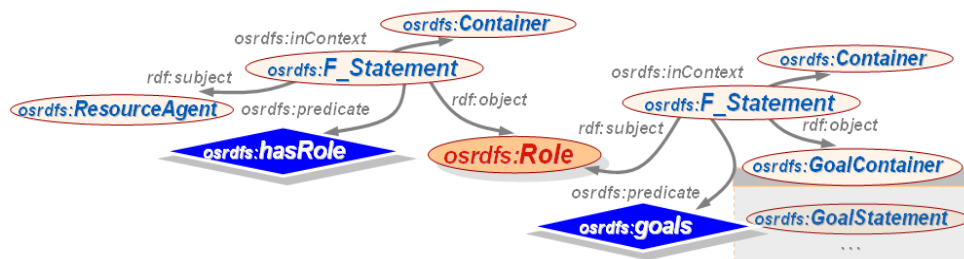 osrdfs:Container
osrdfs:inContext
osrdfs:F_Statement
rdf:subject
osrdfs:ResourceAgent
osrdfs:predicate
rdf:object
osrdfs:hasRole
osrdfs:Role
osrdfs:Container
osrdfs:inContext
osrdfs:F_Statement
rdf:subject
rdf:object
osrdfs:GoalContainer
osrdfs:predicate
osrdfs:goals
osrdfs:GoalStatement
...